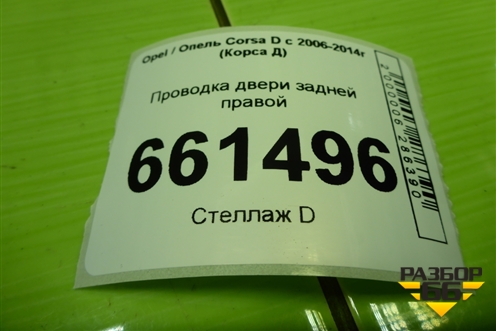 Opel / Опель Corsa D с 2006-2014г
(Корса Д)
Проводка двери задней
правой
661496
Стеллаж D
2000006286390
РАЗБОР
66